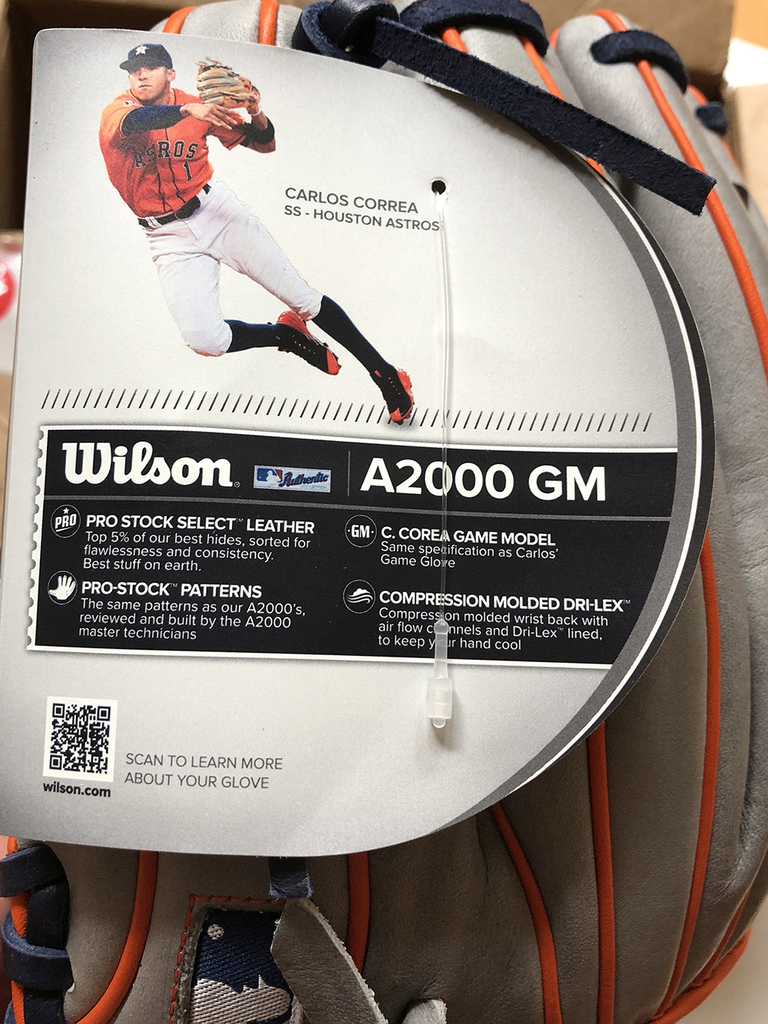 ASTROS
1
CARLOS CORREA
SS - HOUSTON ASTROS
Wilson®
Authentic
A2000 GM
PRO
PRO STOCK SELECT™ LEATHER
Top 5% of our best hides, sorted for
flawlessness and consistency.
Best stuff on earth.
PRO-STOCK™ PATTERNS
The same patterns as our A2000's,
reviewed and built by the A2000
master technicians
·GM·
C. COREA GAME MODEL
Same specification as Carlos'
Game Glove
COMPRESSION MOLDED DRI-LEX™
Compression molded wrist back with
air flow channels and Dri-Lex™ lined,
to keep your hand cool
SCAN TO LEARN MORE
ABOUT YOUR GLOVE
wilson.com